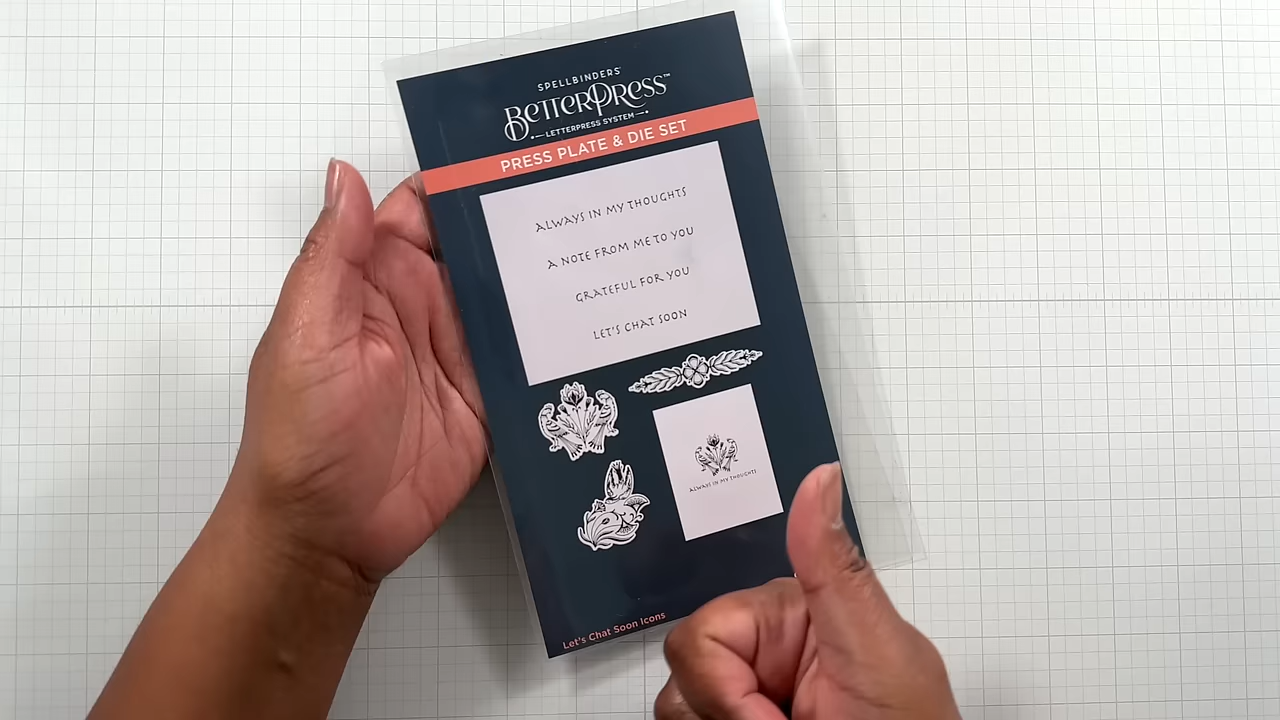 SPELLBINDERS®
BETTERPRESS™
LETTERPRESS SYSTEM
PRESS PLATE & DIE SET
ALWAYS IN MY THOUGHTS
A NOTE FROM ME TO YOU
GRATEFUL FOR YOU
LET'S CHAT SOON
ALWAYS IN MY THOUGHTS
Let's Chat Soon Icons